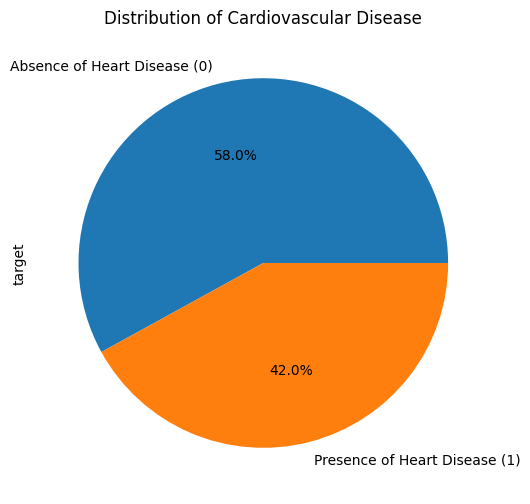 Distribution of Cardiovascular Disease
Absence of Heart Disease (0)
58.0%
target
42.0%
Presence of Heart Disease (1)